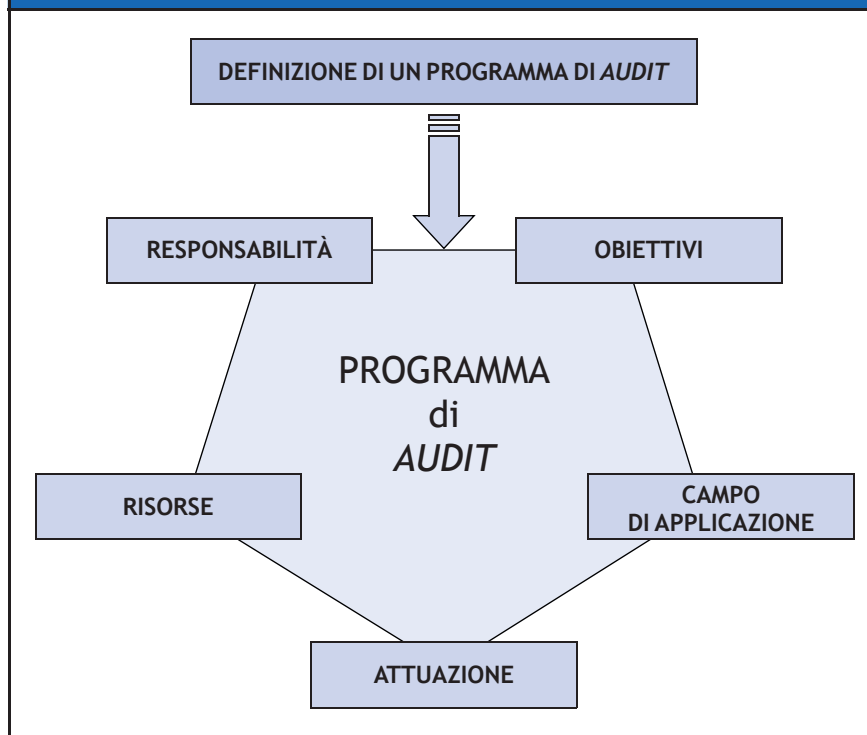 DEFINIZIONE DI UN PROGRAMMA DI AUDIT
RESPONSABILITÀ
OBIETTIVI
PROGRAMMA
di
AUDIT
RISORSE
CAMPO
DI APPLICAZIONE
ATTUAZIONE